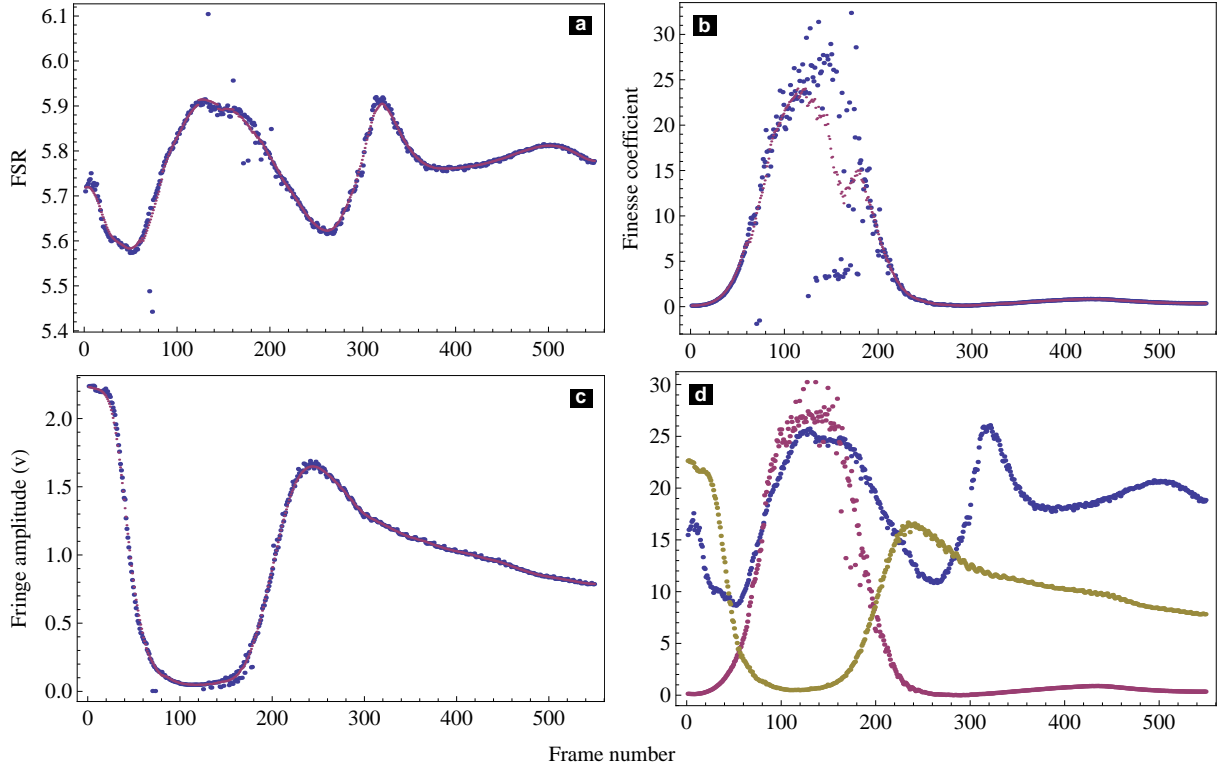 a
FSR
6.1
6.0
5.9
5.8
5.7
5.6
5.5
5.4
0 100 200 300 400 500
b
Finesse coefficient
30
25
20
15
10
5
0
0 100 200 300 400 500
c
Fringe amplitude (v)
2.0
1.5
1.0
0.5
0.0
0 100 200 300 400 500
d
30
25
20
15
10
5
0
0 100 200 300 400 500
Frame number